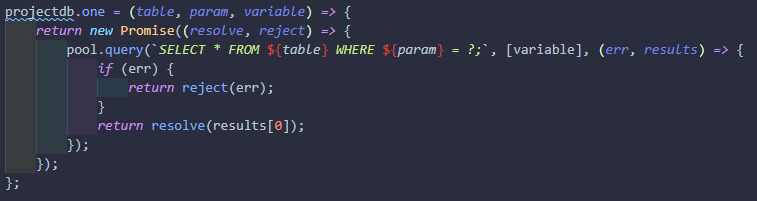 projectdb.one = (table, param, variable) => {
return new Promise((resolve, reject) => {
pool.query(`SELECT * FROM ${table} WHERE ${param} = ?;`, [variable], (err, results) => {
if (err) {
return reject(err);
}
return resolve(results[0]);
});
});
};